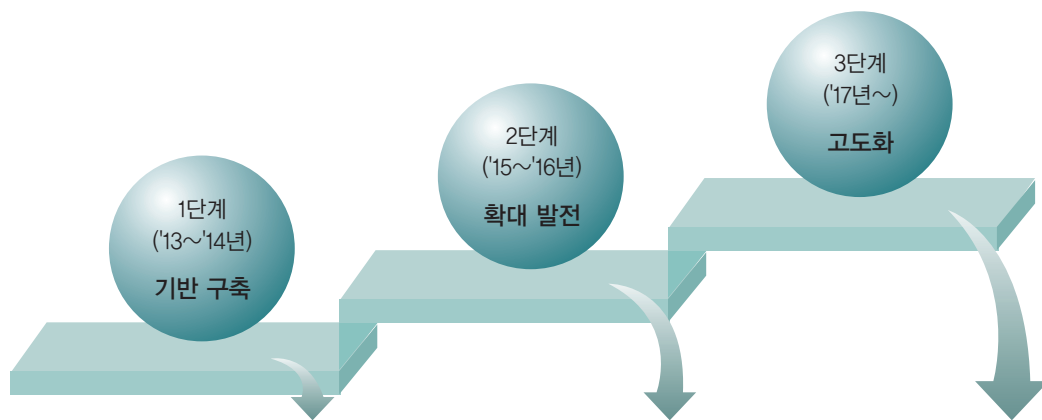 1단계
('13～'14년)
기반 구축
2단계
('15～'16년)
확대 발전
3단계
('17년～)
고도화